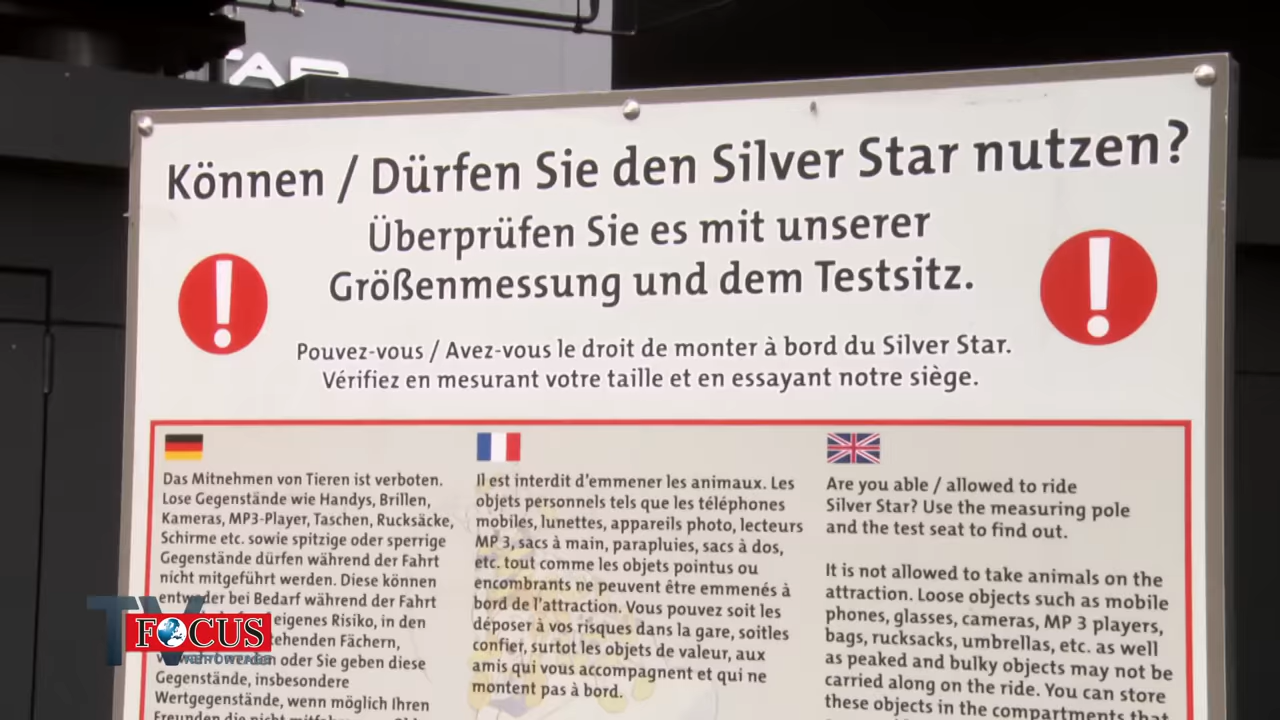 Können / Dürfen Sie den Silver Star nutzen?
Überprüfen Sie es mit unserer
Größenmessung und dem Testsitz.
Pouvez-vous / Avez-vous le droit de monter à bord du Silver Star.
Vérifiez en mesurant votre taille et en essayant notre siège.
Das Mitnehmen von Tieren ist verboten.
Lose Gegenstände wie Handys, Brillen,
Kameras, MP3-Player, Taschen, Rucksäcke,
Schirme etc. sowie spitzige oder sperrige
Gegenstände dürfen während der Fahrt
nicht mitgeführt werden. Diese können
entweder bei Bedarf während der Fahrt
eigenes Risiko, in den
Fächern,
werden oder Sie geben diese
Gegenstände, insbesondere
Wertgegenstände, wenn möglich Ihren
Freunden die nicht
Il est interdit d'emmener les animaux. Les
objets personnels tels que les téléphones
mobiles, lunettes, appareils photo, lecteurs
MP 3, sacs à main, parapluies, sacs à dos,
etc. tout comme les objets pointus ou
encombrants ne peuvent être emmenés à
bord de l'attraction. Vous pouvez soit les
déposer à vos risques dans la gare, soit les
confier, surtot les objets de valeur, aux
amis qui vous accompagnent et qui ne
montent pas à bord.
Are you able / allowed to ride
Silver Star? Use the measuring pole
and the test seat to find out.
It is not allowed to take animals on the
attraction. Loose objects such as mobile
phones, glasses, cameras, MP 3 players,
bags, rucksacks, umbrellas, etc. as well
as peaked and bulky objects may not be
carried along on the ride. You can store
these objects in the compartments that
TV
FOCUS